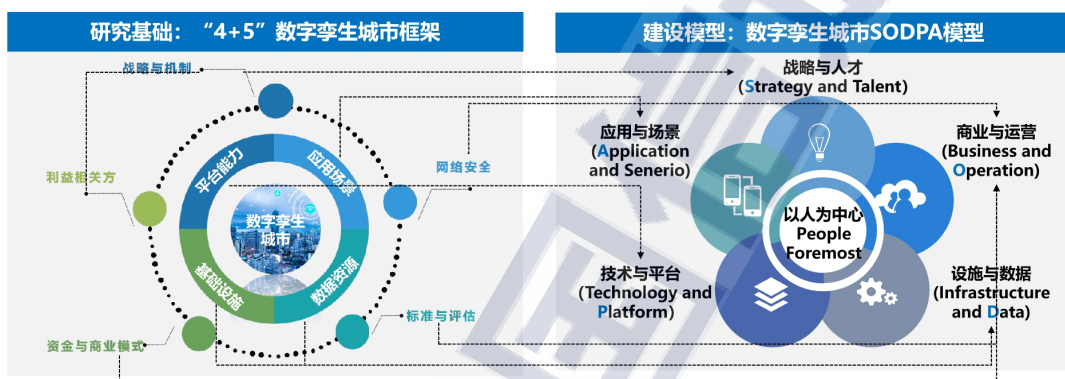 研究基础：“4+5”数字孪生城市框架
战略与机制
利益相关方
网络安全
平台能力
应用场景
数字孪生
城市
基础设施
数据资源
标准与评估
资金与商业模式
建设模型：数字孪生城市SODPA模型
战略与人才
(Strategy and Talent)
应用与场景
(Application
and Senerio)
商业与运营
(Business and
Operation)
以人为中心
People
Foremost
技术与平台
(Technology and
Platform)
设施与数据
(Infrastructure
and Data)